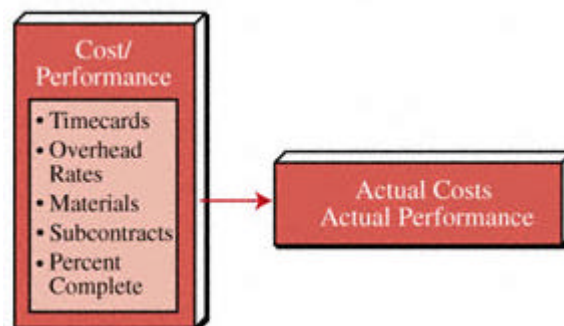 Cost/
Performance
• Timecards
• Overhead
Rates
• Materials
• Subcontracts
• Percent
Complete
Actual Costs
Actual Performance